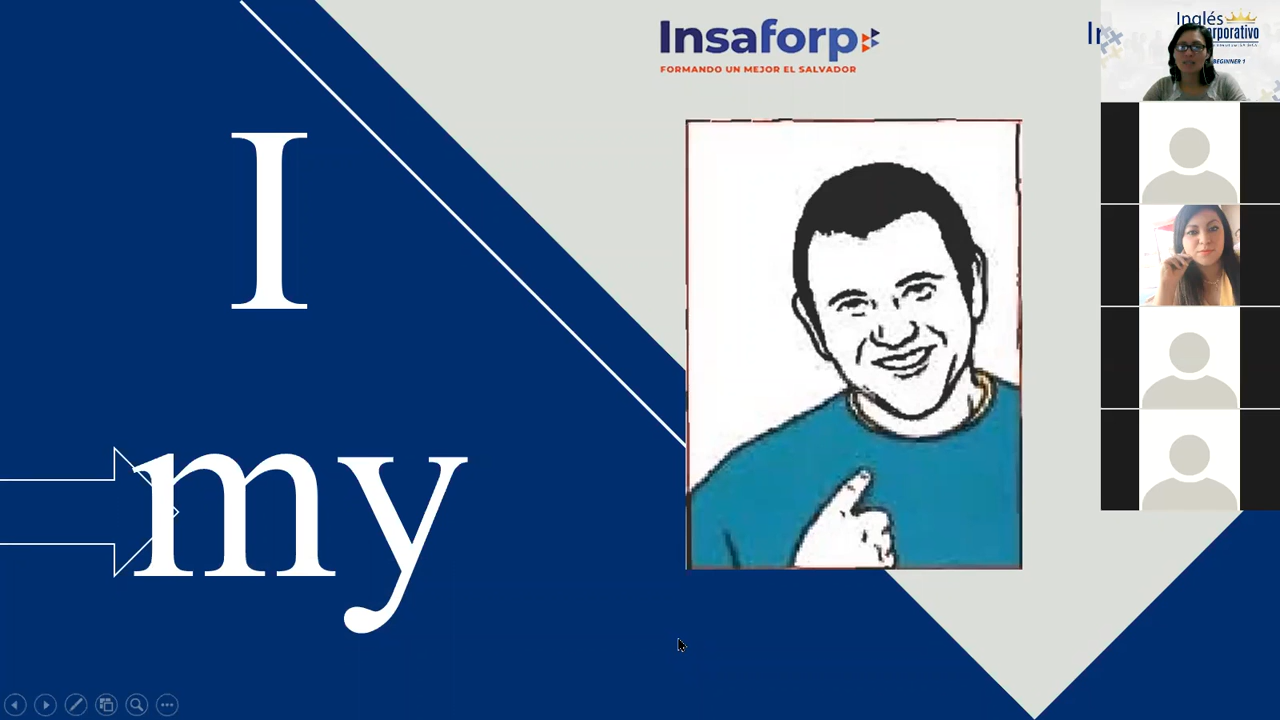 Insaforp
FORMANDO UN MEJOR EL SALVADOR
I
my
Inglés
BEGINNER 1